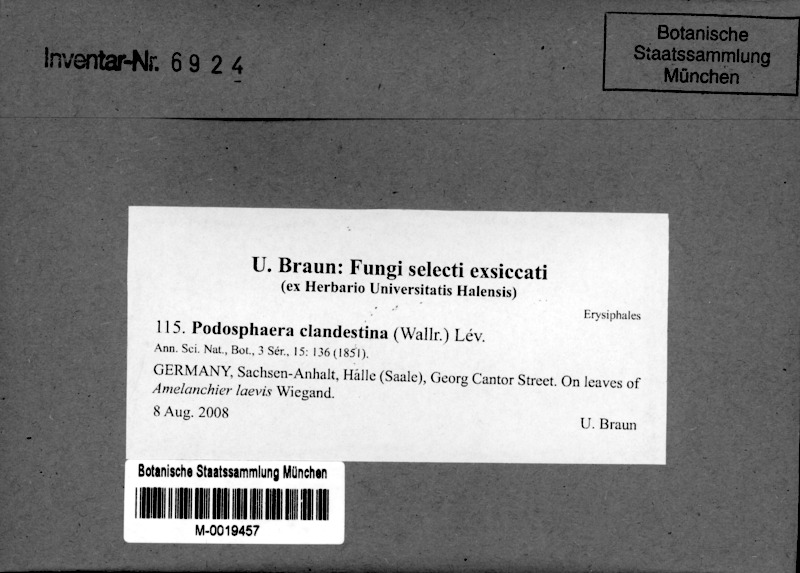 Inventar-Nr. 6924
Botanische
Staatssammlung
München
U. Braun: Fungi selecti exsiccati
(ex Herbario Universitatis Halensis)
Erysiphales
115. Podosphaera clandestina (Wallr.) Lév.
Ann. Sci. Nat., Bot., 3 Sér., 15: 136 (1851).
GERMANY, Sachsen-Anhalt, Halle (Saale), Georg Cantor Street. On leaves of
Amelanchier laevis Wiegand.
8 Aug. 2008
U. Braun
Botanische Staatssammlung München
M-0019457